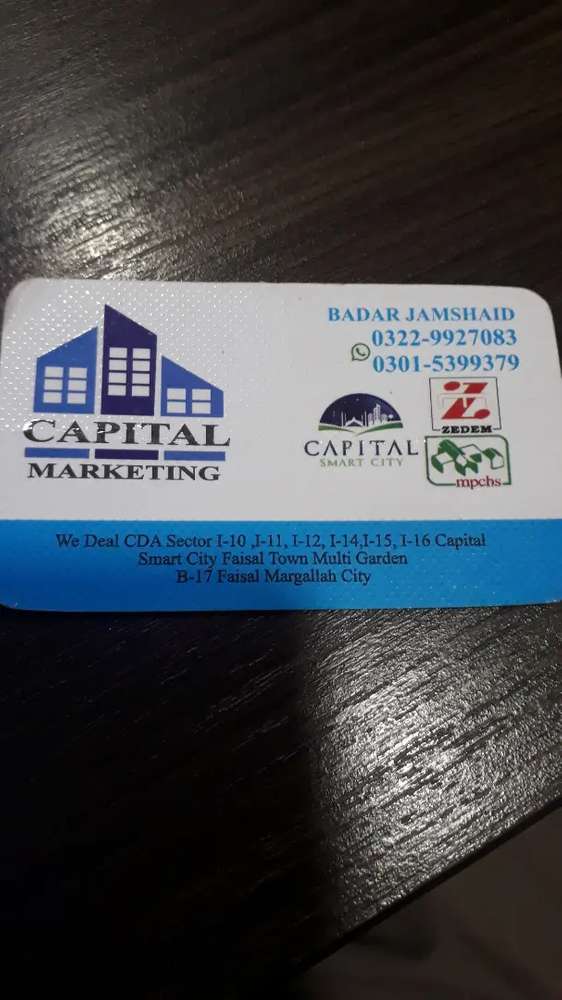 BADAR JAMSHAID
0322-9927083
0301-5399379
CAPITAL
MARKETING
CAPITAL
SMART CITY
ZEDEM
mpchs
We Deal CDA Sector I-10 ,I-11, I-12, I-14,I-15, I-16 Capital
Smart City Faisal Town Multi Garden
B-17 Faisal Margallah City